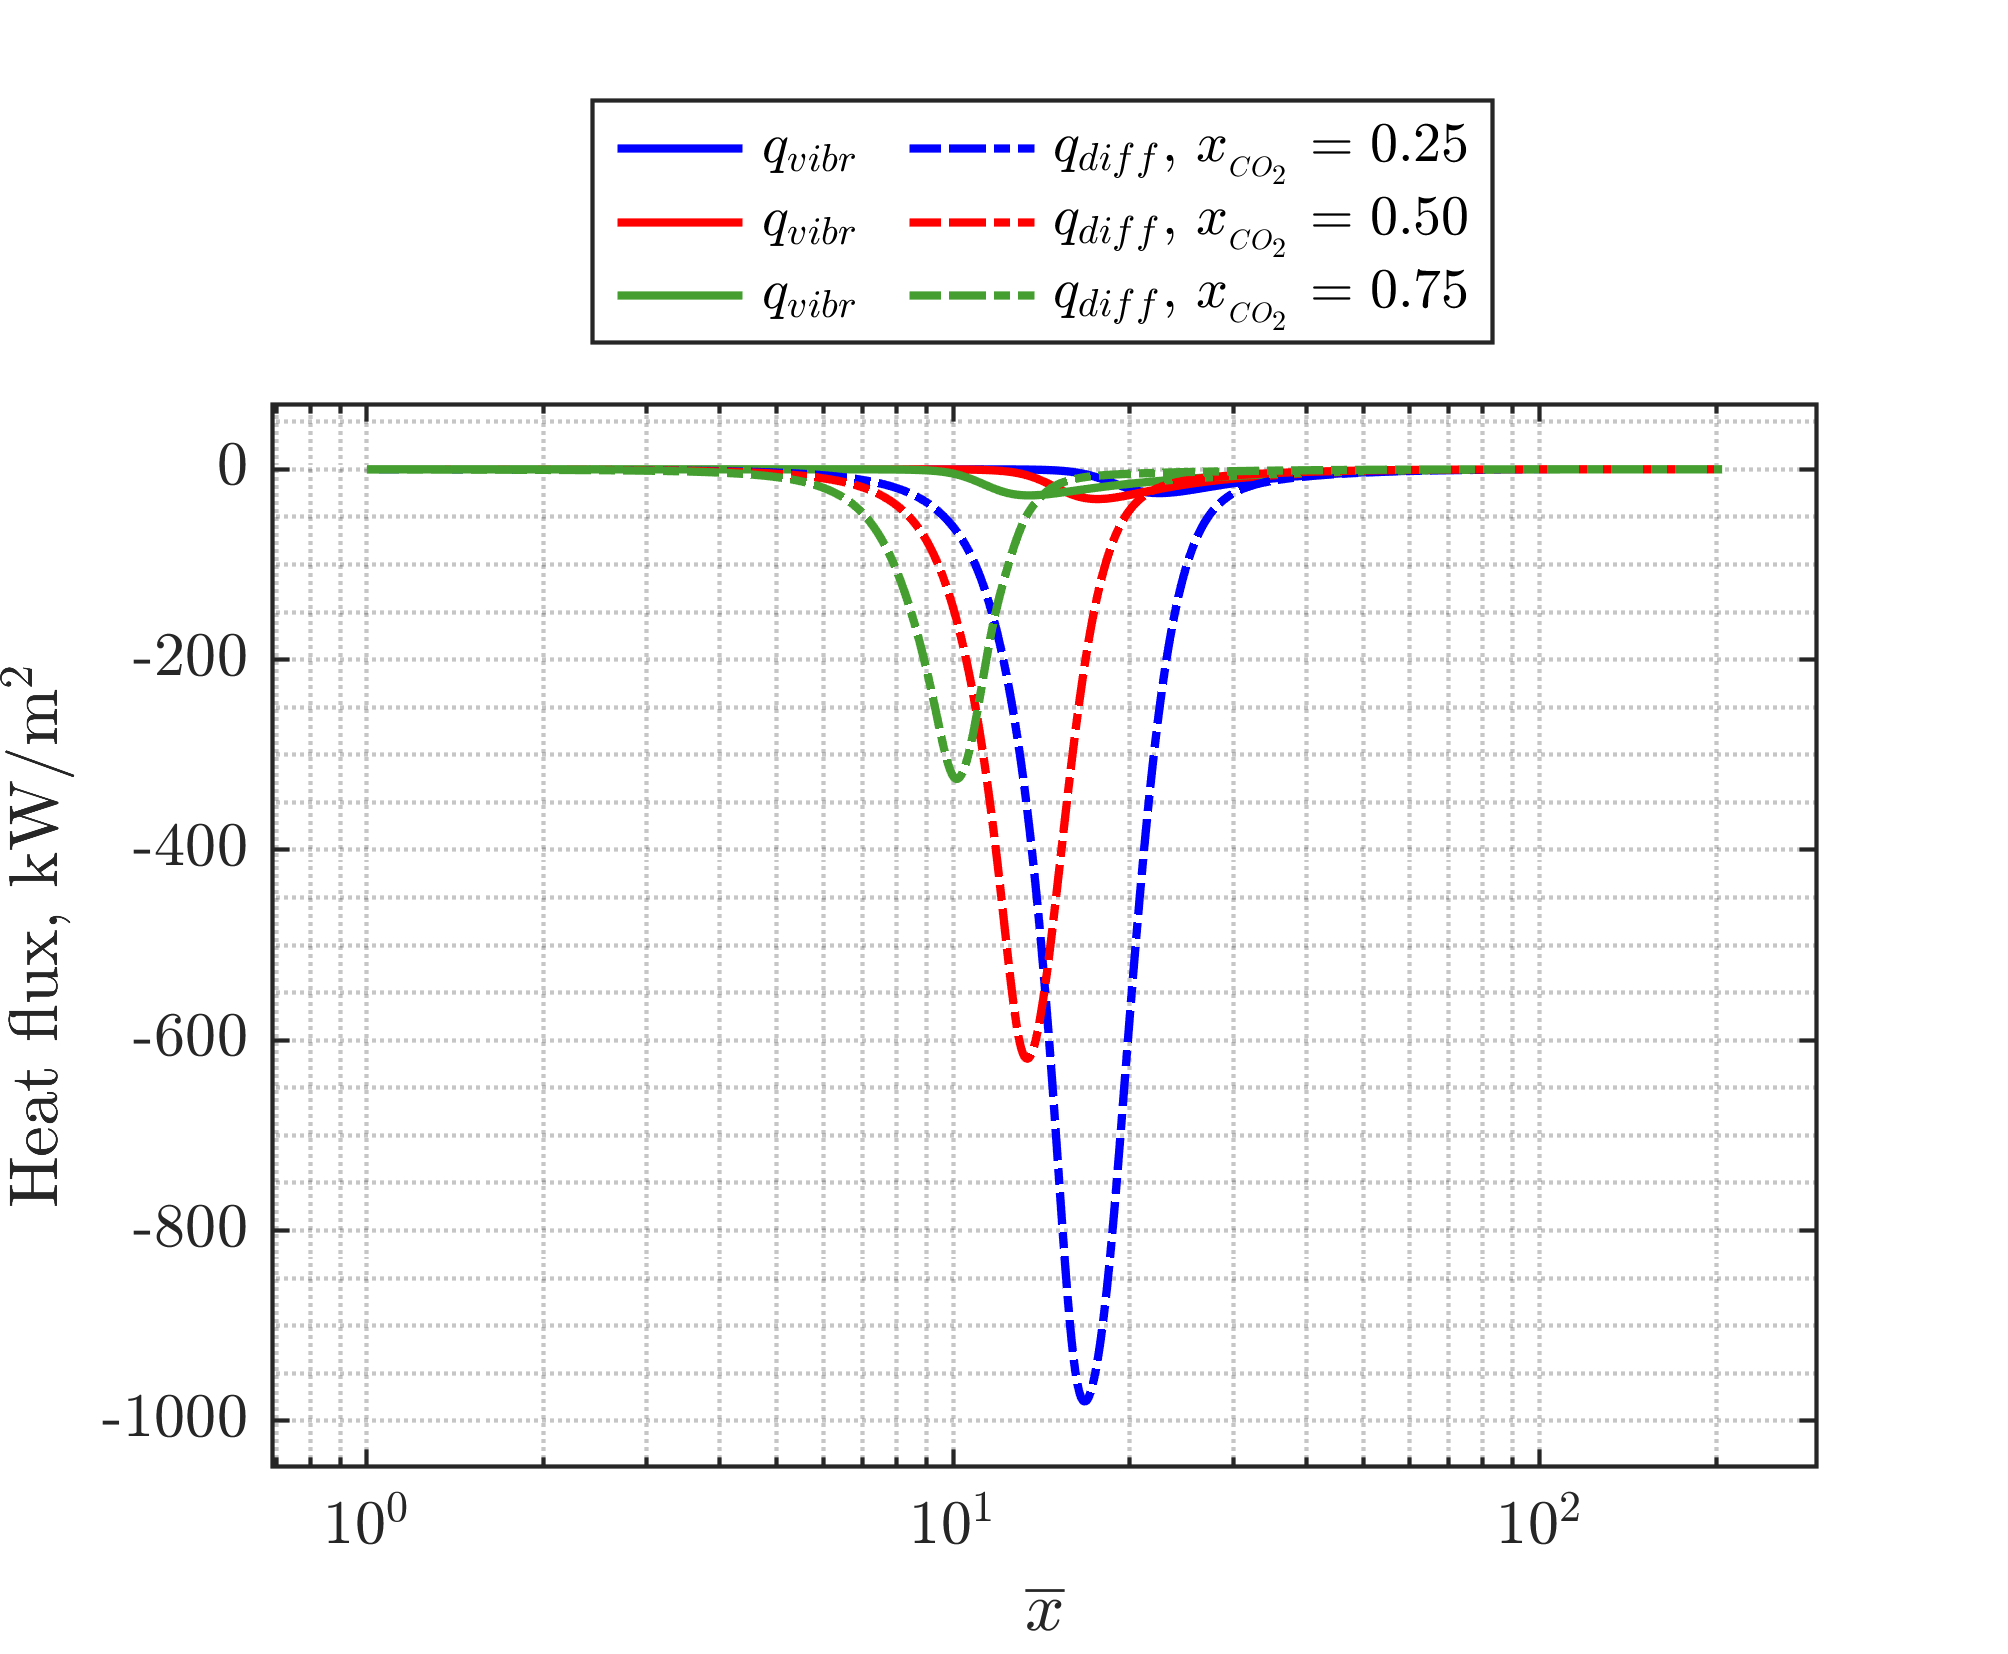 q_vibr q_diff, x_CO₂ = 0.25
q_vibr q_diff, x_CO₂ = 0.50
q_vibr q_diff, x_CO₂ = 0.75
0
-200
-400
-600
-800
-1000
Heat flux, kW/m²
10⁰ 10¹ 10²
x̅